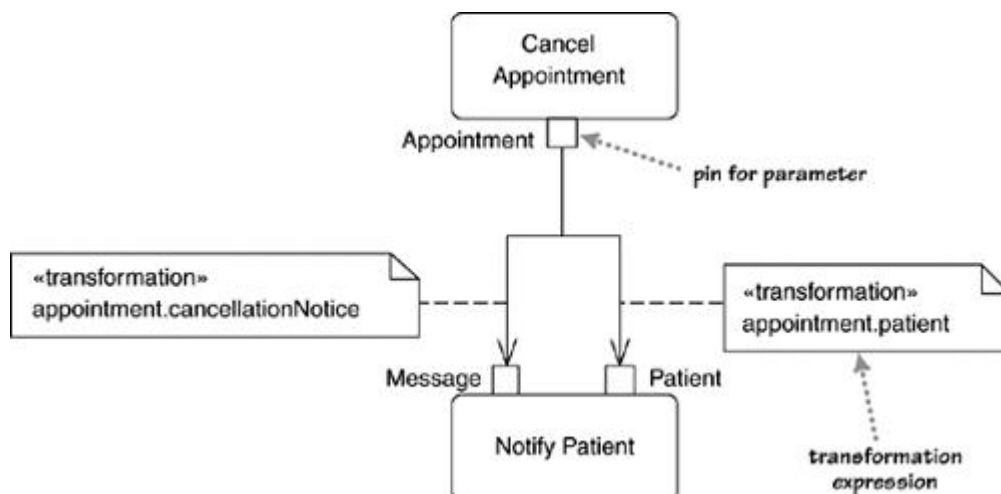 Cancel
Appointment
Appointment
pin for parameter
«transformation»
appointment.cancellationNotice
«transformation»
appointment.patient
Message
Patient
Notify Patient
transformation
expression